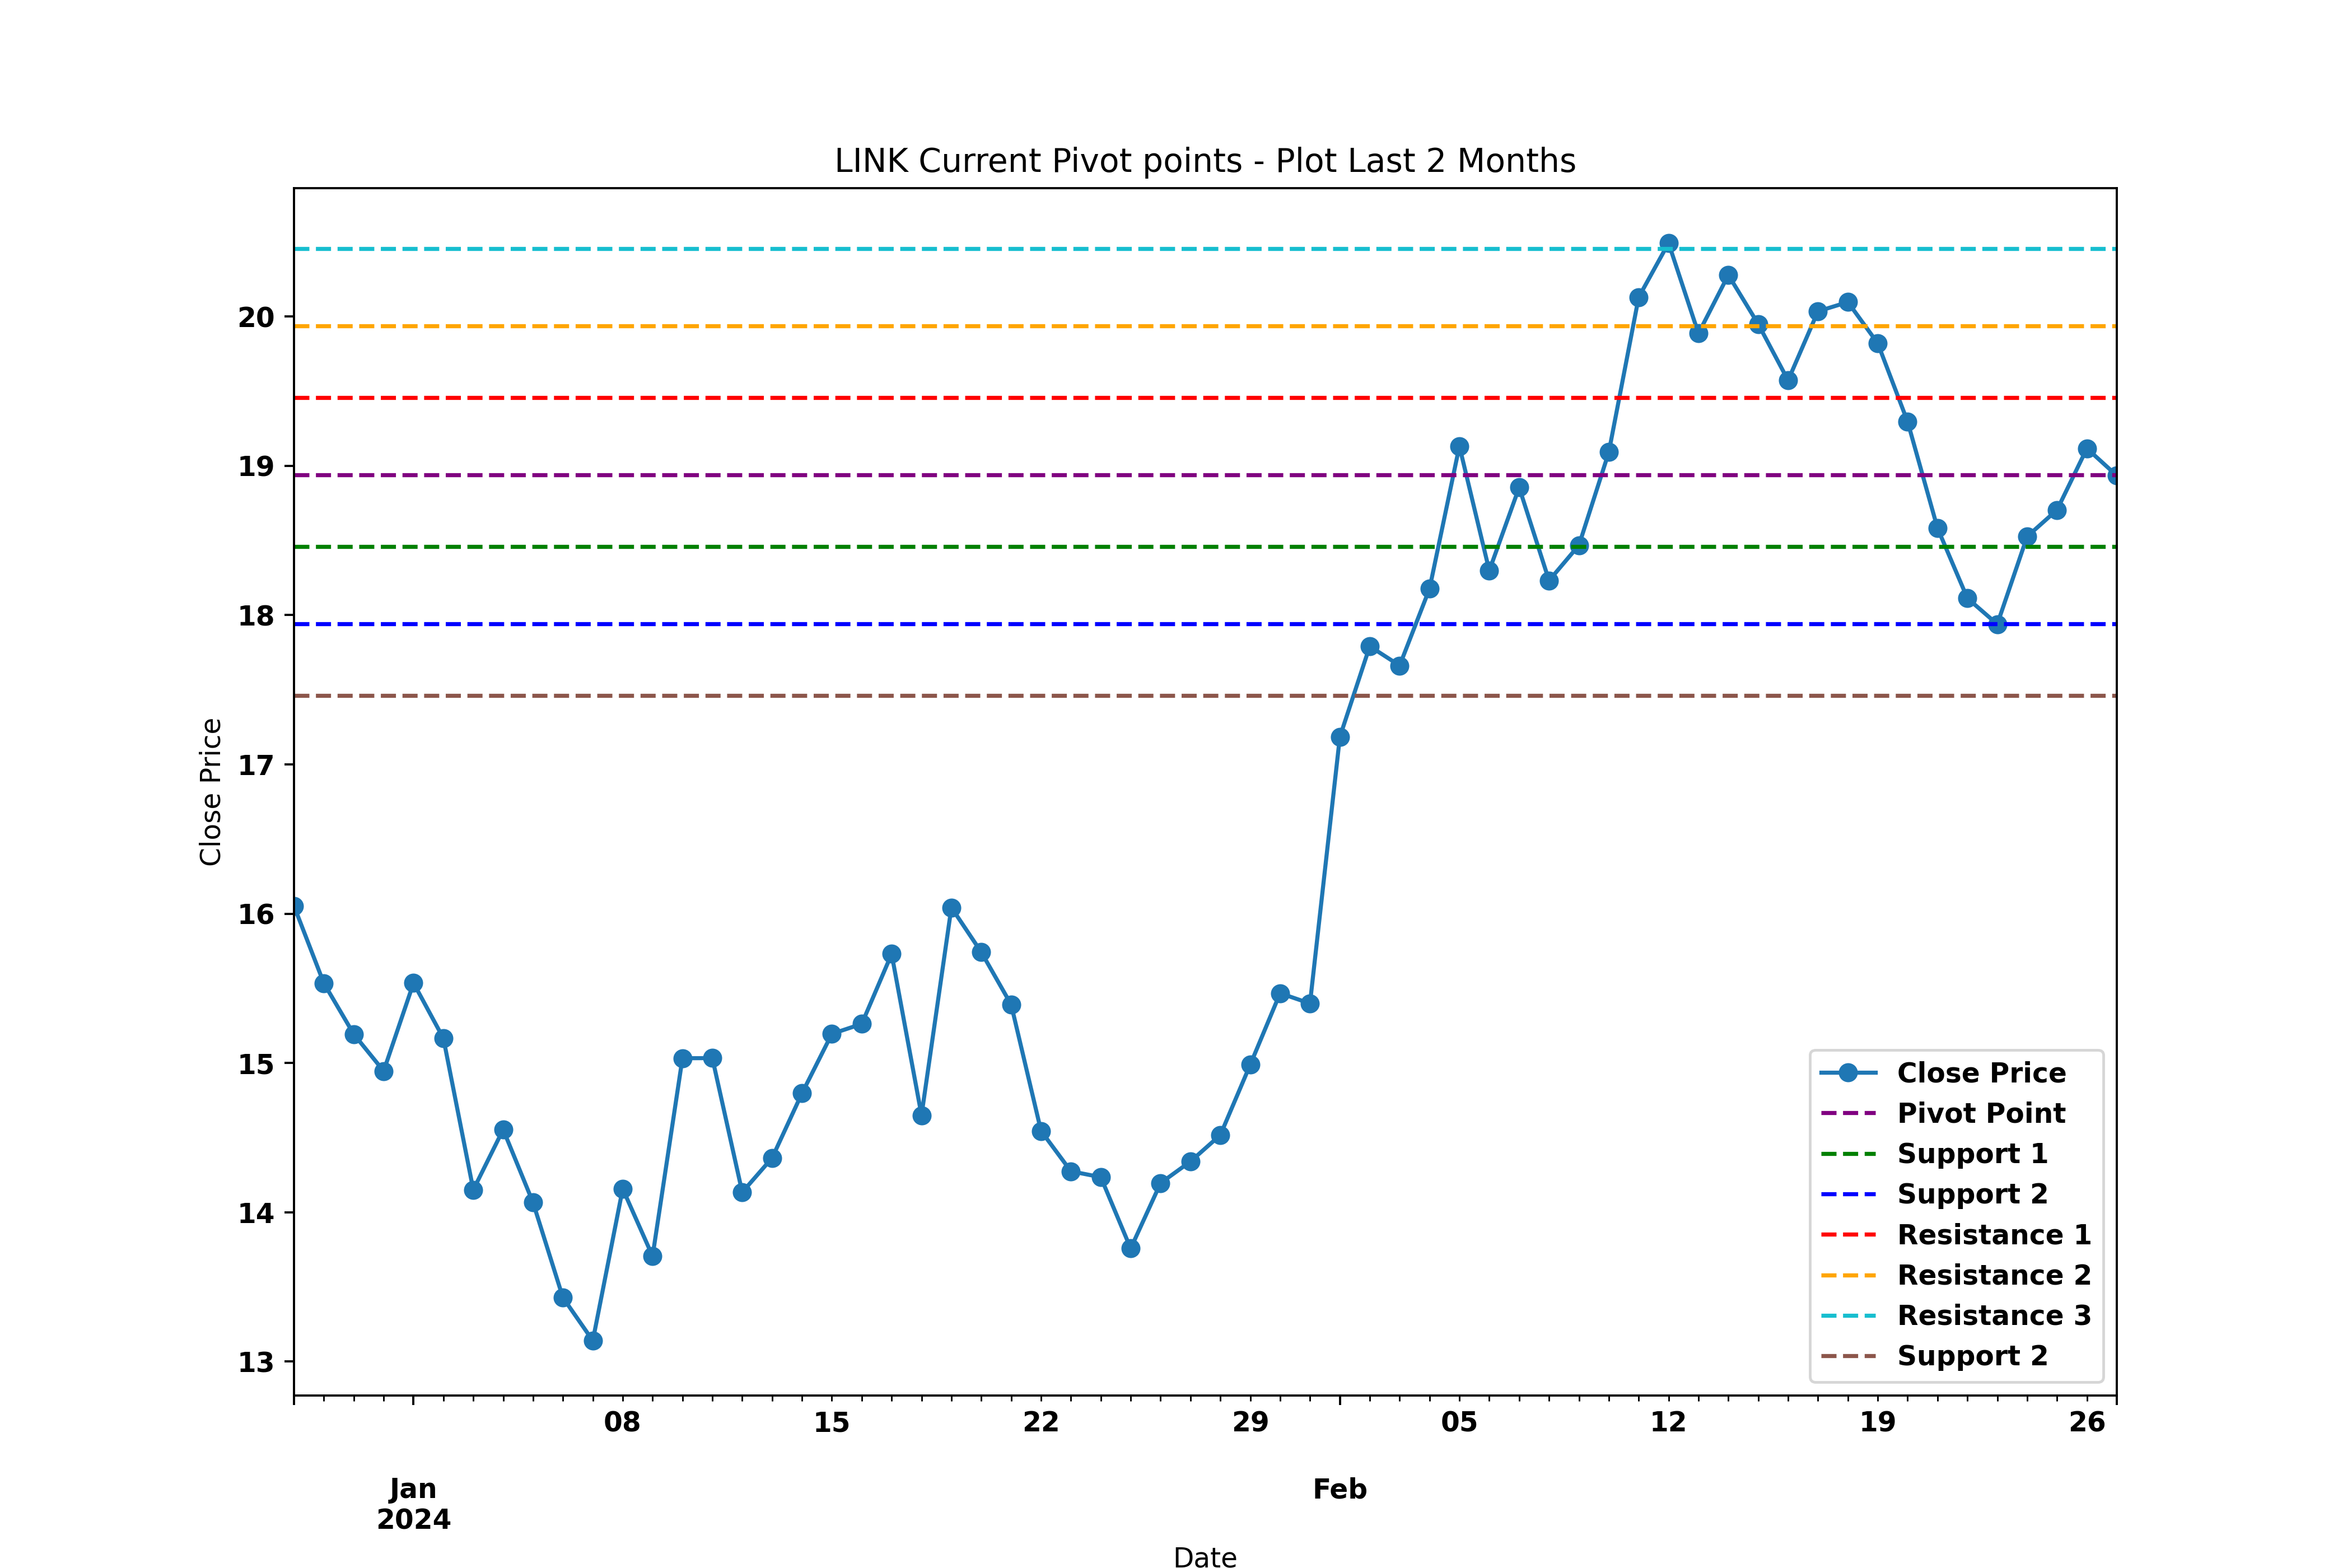 LINK Current Pivot points - Plot Last 2 Months
Close Price
20
19
18
17
16
15
14
13
Close Price
Pivot Point
Support 1
Support 2
Resistance 1
Resistance 2
Resistance 3
Support 2
08
15
22
29
05
12
19
26
Jan
2024
Feb
Date